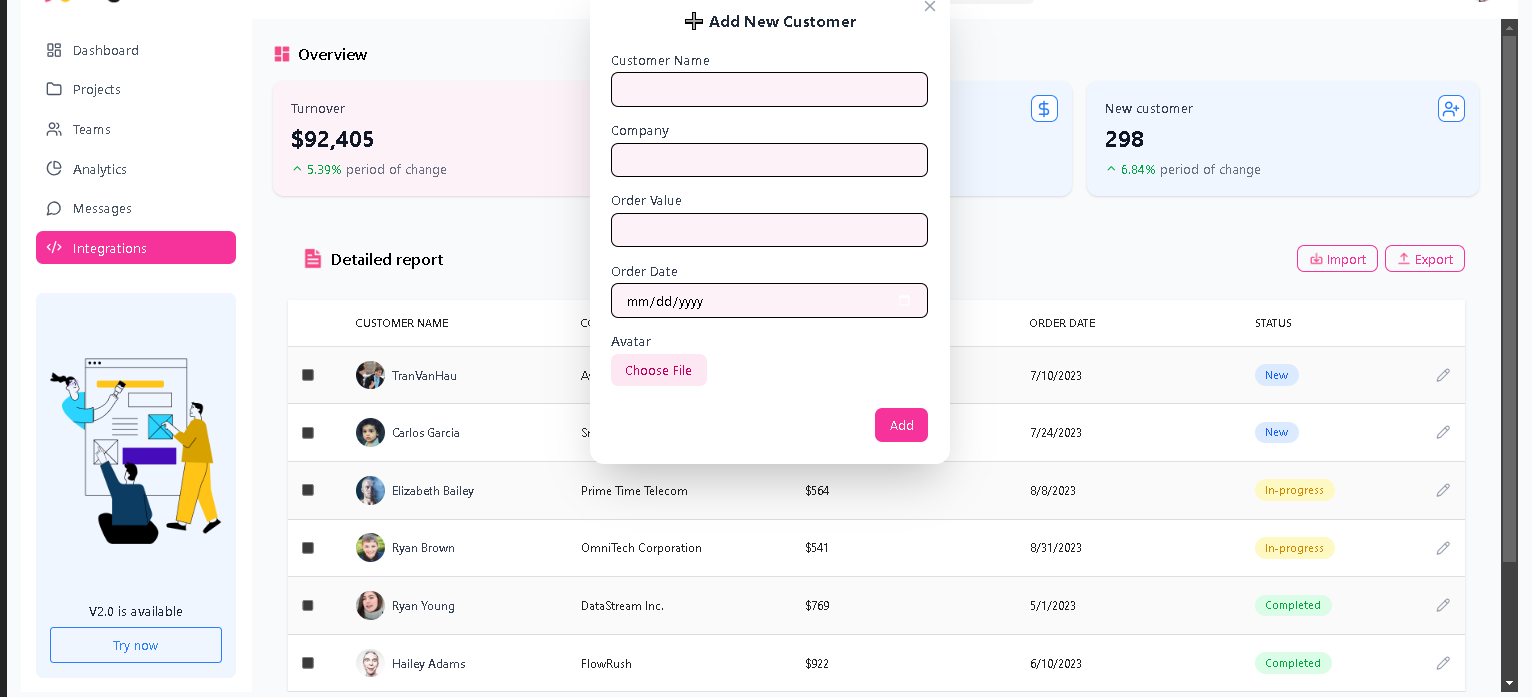 Add New Customer
Customer Name
Company
Order Value
Order Date
mm/dd/yyyy
Avatar
Choose File
Add
Dashboard
Projects
Teams
Analytics
Messages
Integrations
V2.0 is available
Try now
Overview
Turnover
$92,405
5.39% period of change
$
New customer
298
6.84% period of change
Detailed report
Import
Export
CUSTOMER NAME
ORDER DATE
STATUS
TranVanHau
7/10/2023
New
Carlos Garcia
7/24/2023
New
Elizabeth Bailey
Prime Time Telecom
$564
8/8/2023
In-progress
Ryan Brown
OmniTech Corporation
$541
8/31/2023
In-progress
Ryan Young
DataStream Inc.
$769
5/1/2023
Completed
Hailey Adams
FlowRush
$922
6/10/2023
Completed